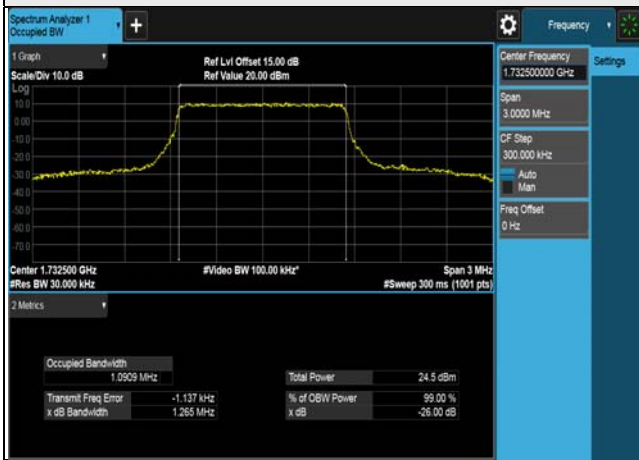 Spectrum Analyzer 1
Occupied BW
+
Frequency
1 Graph
Scale/Div 10.0 dB
Ref Lvl Offset 15.00 dB
Ref Value 20.00 dBm
Log
10.0
0.00
-10.0
-20.0
-30.0
-40.0
-50.0
-60.0
-70.0
Center 1.732500 GHz
#Video BW 100.00 kHz*
Span 3 MHz
#Res BW 30.000 kHz
#Sweep 300 ms (1001 pts)
2 Metrics
Occupied Bandwidth
1.0909 MHz
Total Power 24.5 dBm
Transmit Freq Error -1.137 kHz
% of OBW Power 99.00 %
x dB Bandwidth 1.265 MHz
x dB -26.00 dB
Center Frequency
1.732500000 GHz
Settings
Span
3.0000 MHz
CF Step
300.000 kHz
Auto
Man
Freq Offset
0 Hz